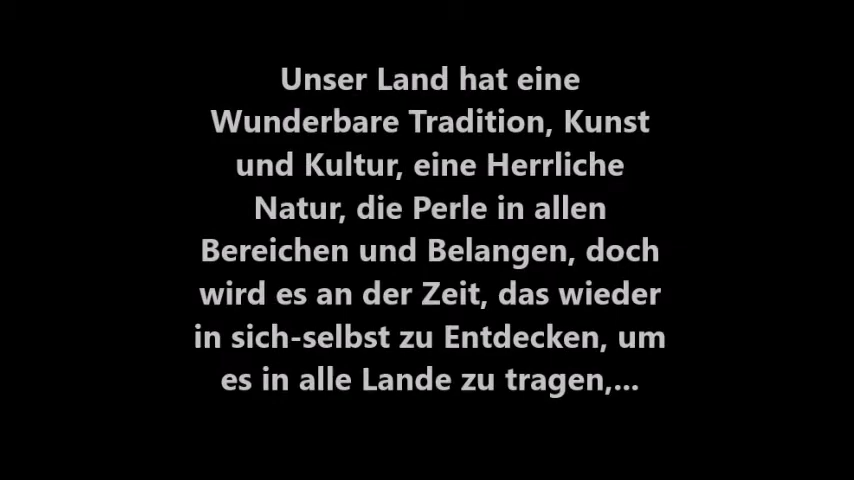 Unser Land hat eine
Wunderbare Tradition, Kunst
und Kultur, eine Herrliche
Natur, die Perle in allen
Bereichen und Belangen, doch
wird es an der Zeit, das wieder
in sich-selbst zu Entdecken, um
es in alle Lande zu tragen,...